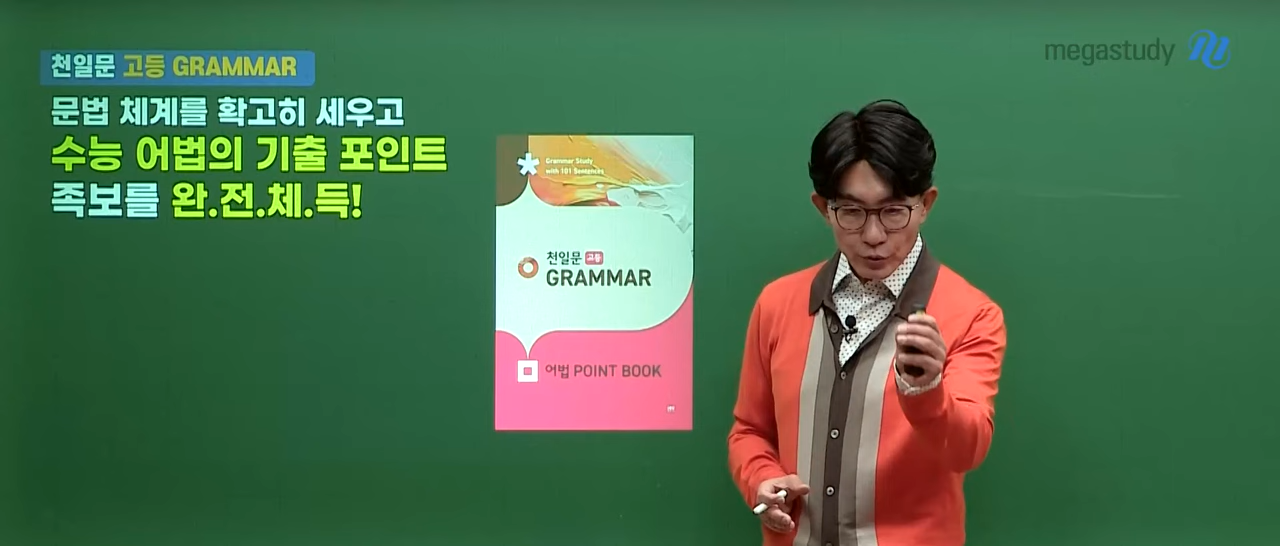 megastudy
천일문 고등 GRAMMAR
문법 체계를 확고히 세우고
수능 어법의 기출 포인트
족보를 완.전.체.득!
Grammar Study
with 101 Sentences
천일문 고등
GRAMMAR
어법 POINT BOOK